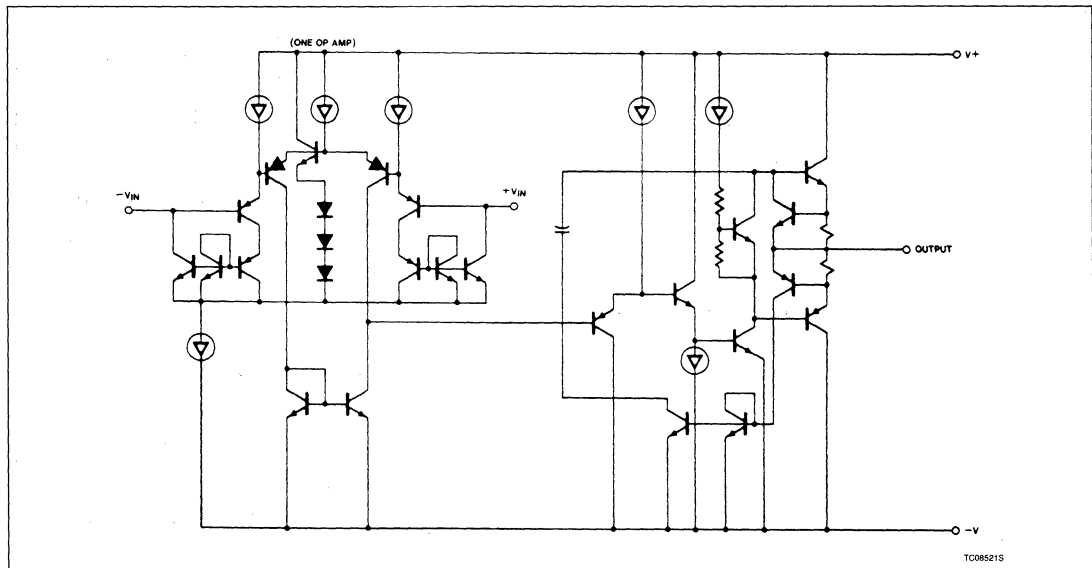 (ONE OP AMP)
V+
−VIN
+VIN
OUTPUT
−V
TC08521S